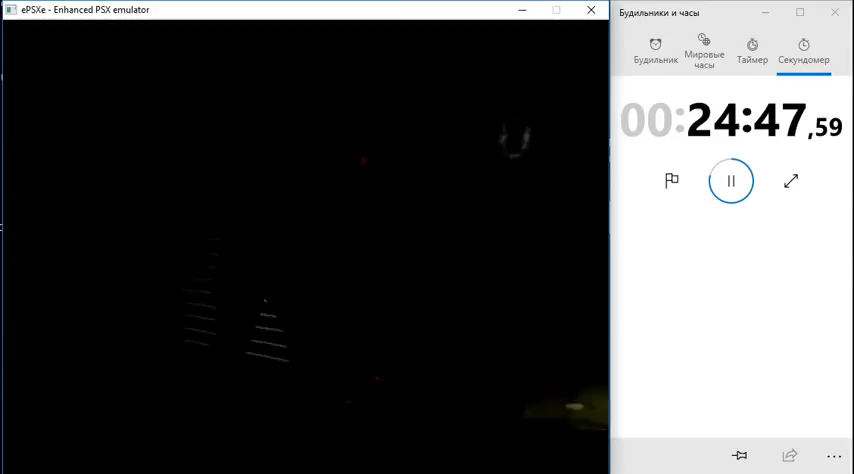 ePSXe - Enhanced PSX emulator
Будильники и часы
Будильник
Мировые
часы
Таймер
Секундомер
00:24:47,59